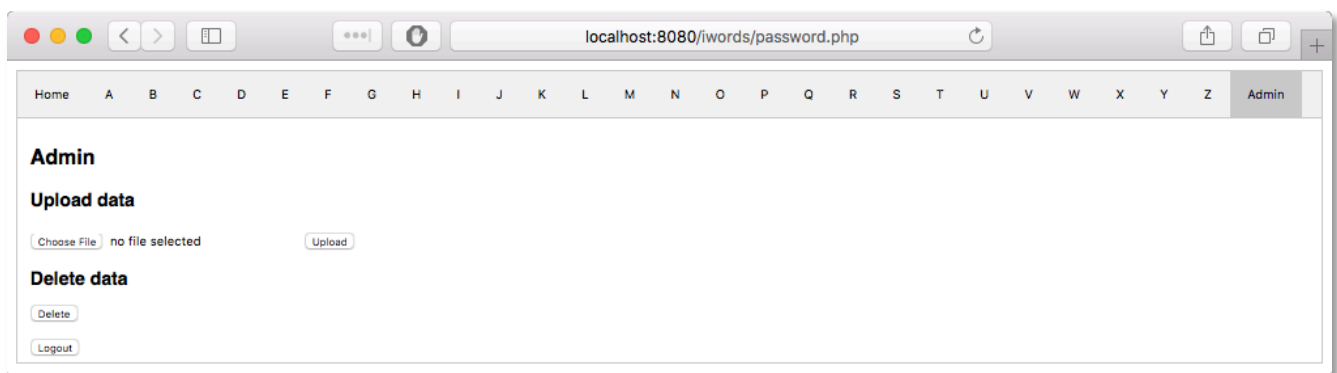 localhost:8080/iwords/password.php
Home A B C D E F G H I J K L M N O P Q R S T U V W X Y Z Admin
Admin
Upload data
Choose File no file selected Upload
Delete data
Delete
Logout